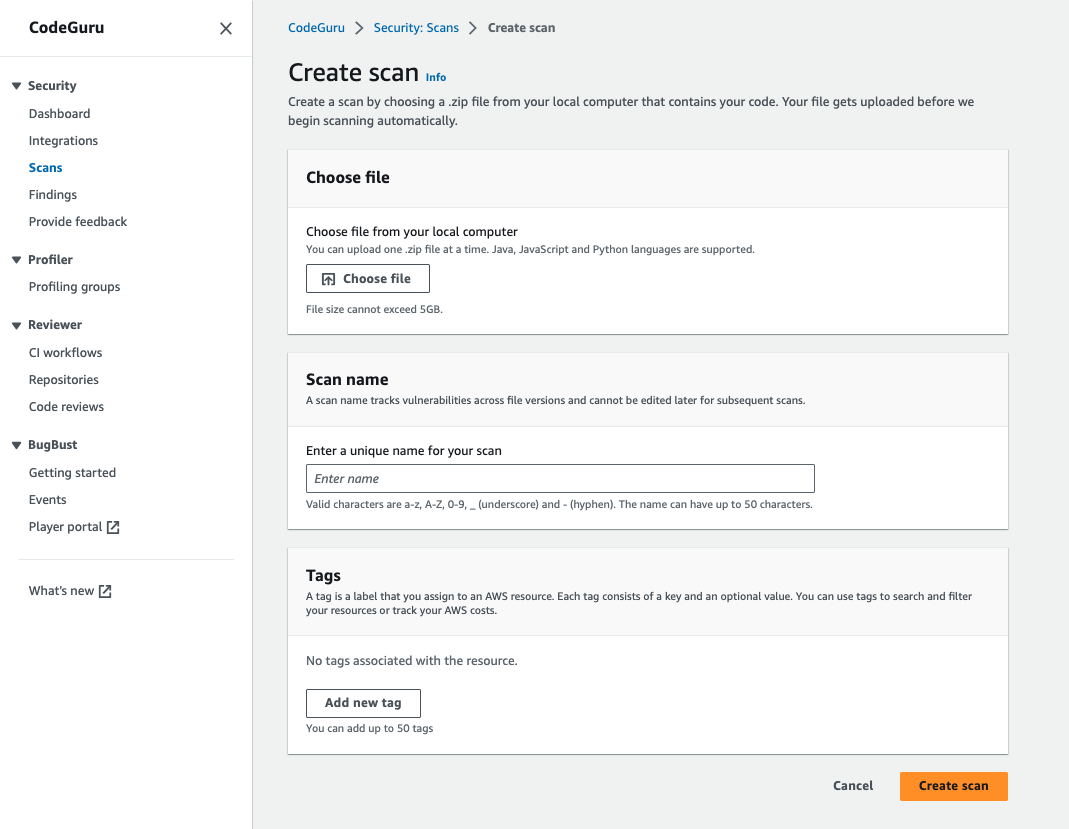 CodeGuru
Security
Dashboard
Integrations
Scans
Findings
Provide feedback
Profiler
Profiling groups
Reviewer
CI workflows
Repositories
Code reviews
BugBust
Getting started
Events
Player portal
What's new
CodeGuru > Security: Scans > Create scan
Create scan Info
Create a scan by choosing a .zip file from your local computer that contains your code. Your file gets uploaded before we
begin scanning automatically.
Choose file
Choose file from your local computer
You can upload one .zip file at a time. Java, JavaScript and Python languages are supported.
Choose file
File size cannot exceed 5GB.
Scan name
A scan name tracks vulnerabilities across file versions and cannot be edited later for subsequent scans.
Enter a unique name for your scan
Enter name
Valid characters are a-z, A-Z, 0-9, _ (underscore) and - (hyphen). The name can have up to 50 characters.
Tags
A tag is a label that you assign to an AWS resource. Each tag consists of a key and an optional value. You can use tags to search and filter
your resources or track your AWS costs.
No tags associated with the resource.
Add new tag
You can add up to 50 tags
Cancel
Create scan